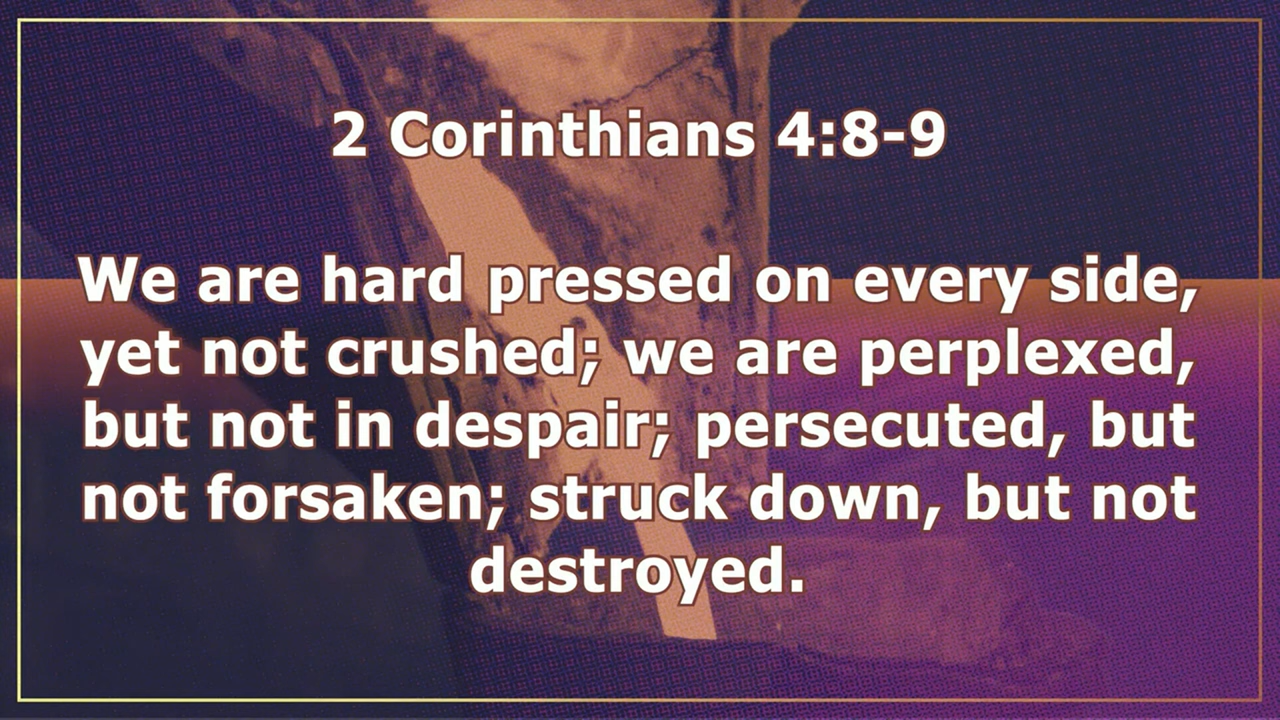 2 Corinthians 4:8-9
We are hard pressed on every side,
yet not crushed; we are perplexed,
but not in despair; persecuted, but
not forsaken; struck down, but not
destroyed.